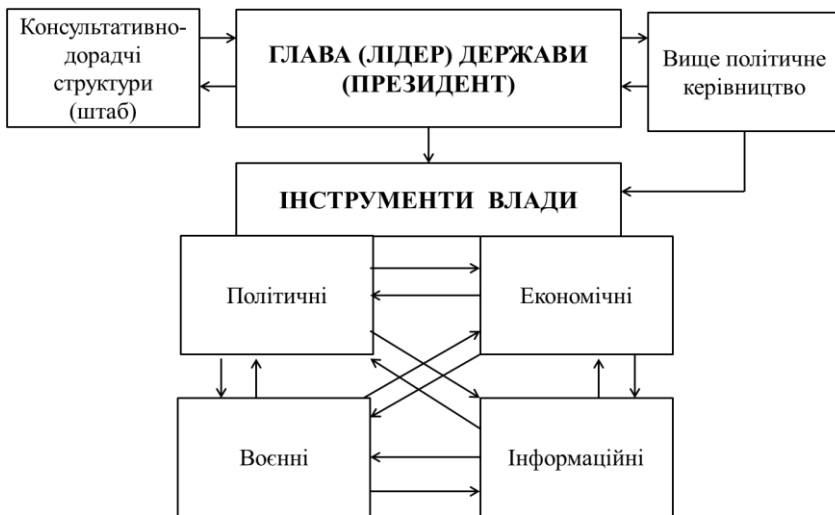 Консультативно-
дорадчі
структури
(штаб)
ГЛАВА (ЛІДЕР) ДЕРЖАВИ
(ПРЕЗИДЕНТ)
Вище політичне
керівництво
ІНСТРУМЕНТИ ВЛАДИ
Політичні
Економічні
Воєнні
Інформаційні